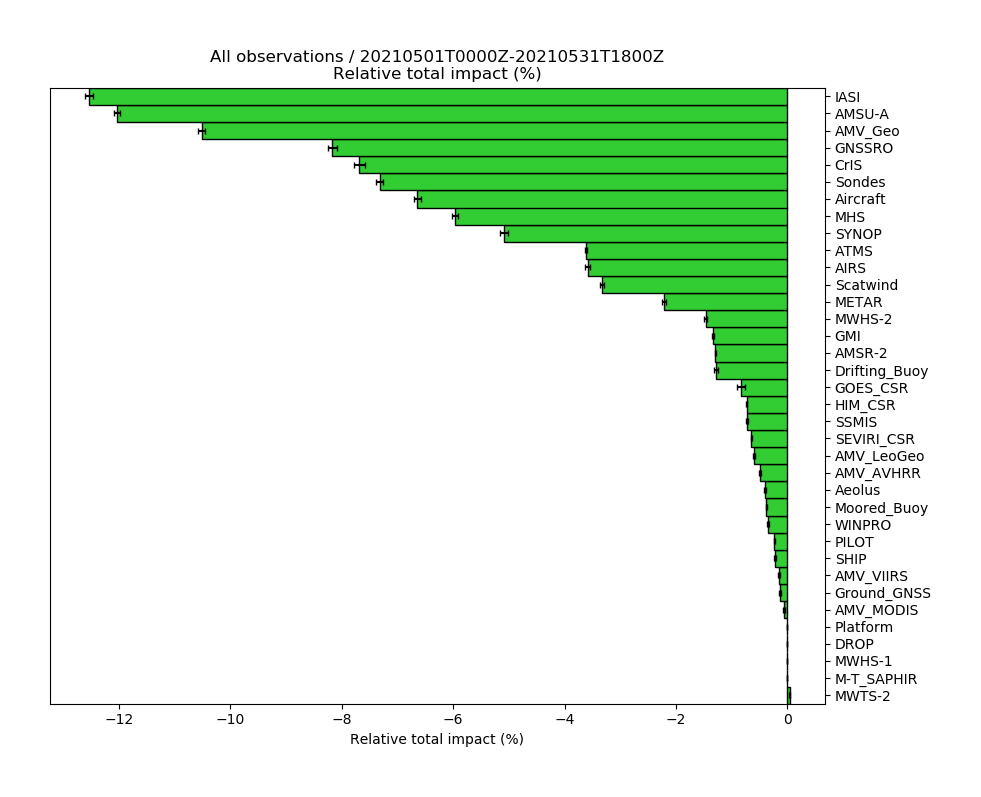 All observations / 20210501T0000Z-20210531T1800Z
Relative total impact (%)
IASI
AMSU-A
AMV_Geo
GNSSRO
CrIS
Sondes
Aircraft
MHS
SYNOP
ATMS
AIRS
Scatwind
METAR
MWHS-2
GMI
AMSR-2
Drifting_Buoy
GOES_CSR
HIM_CSR
SSMIS
SEVIRI_CSR
AMV_LeoGeo
AMV_AVHRR
Aeolus
Moored_Buoy
WINPRO
PILOT
SHIP
AMV_VIIRS
Ground_GNSS
AMV_MODIS
Platform
DROP
MWHS-1
M-T_SAPHIR
MWTS-2
−12 −10 −8 −6 −4 −2 0
Relative total impact (%)